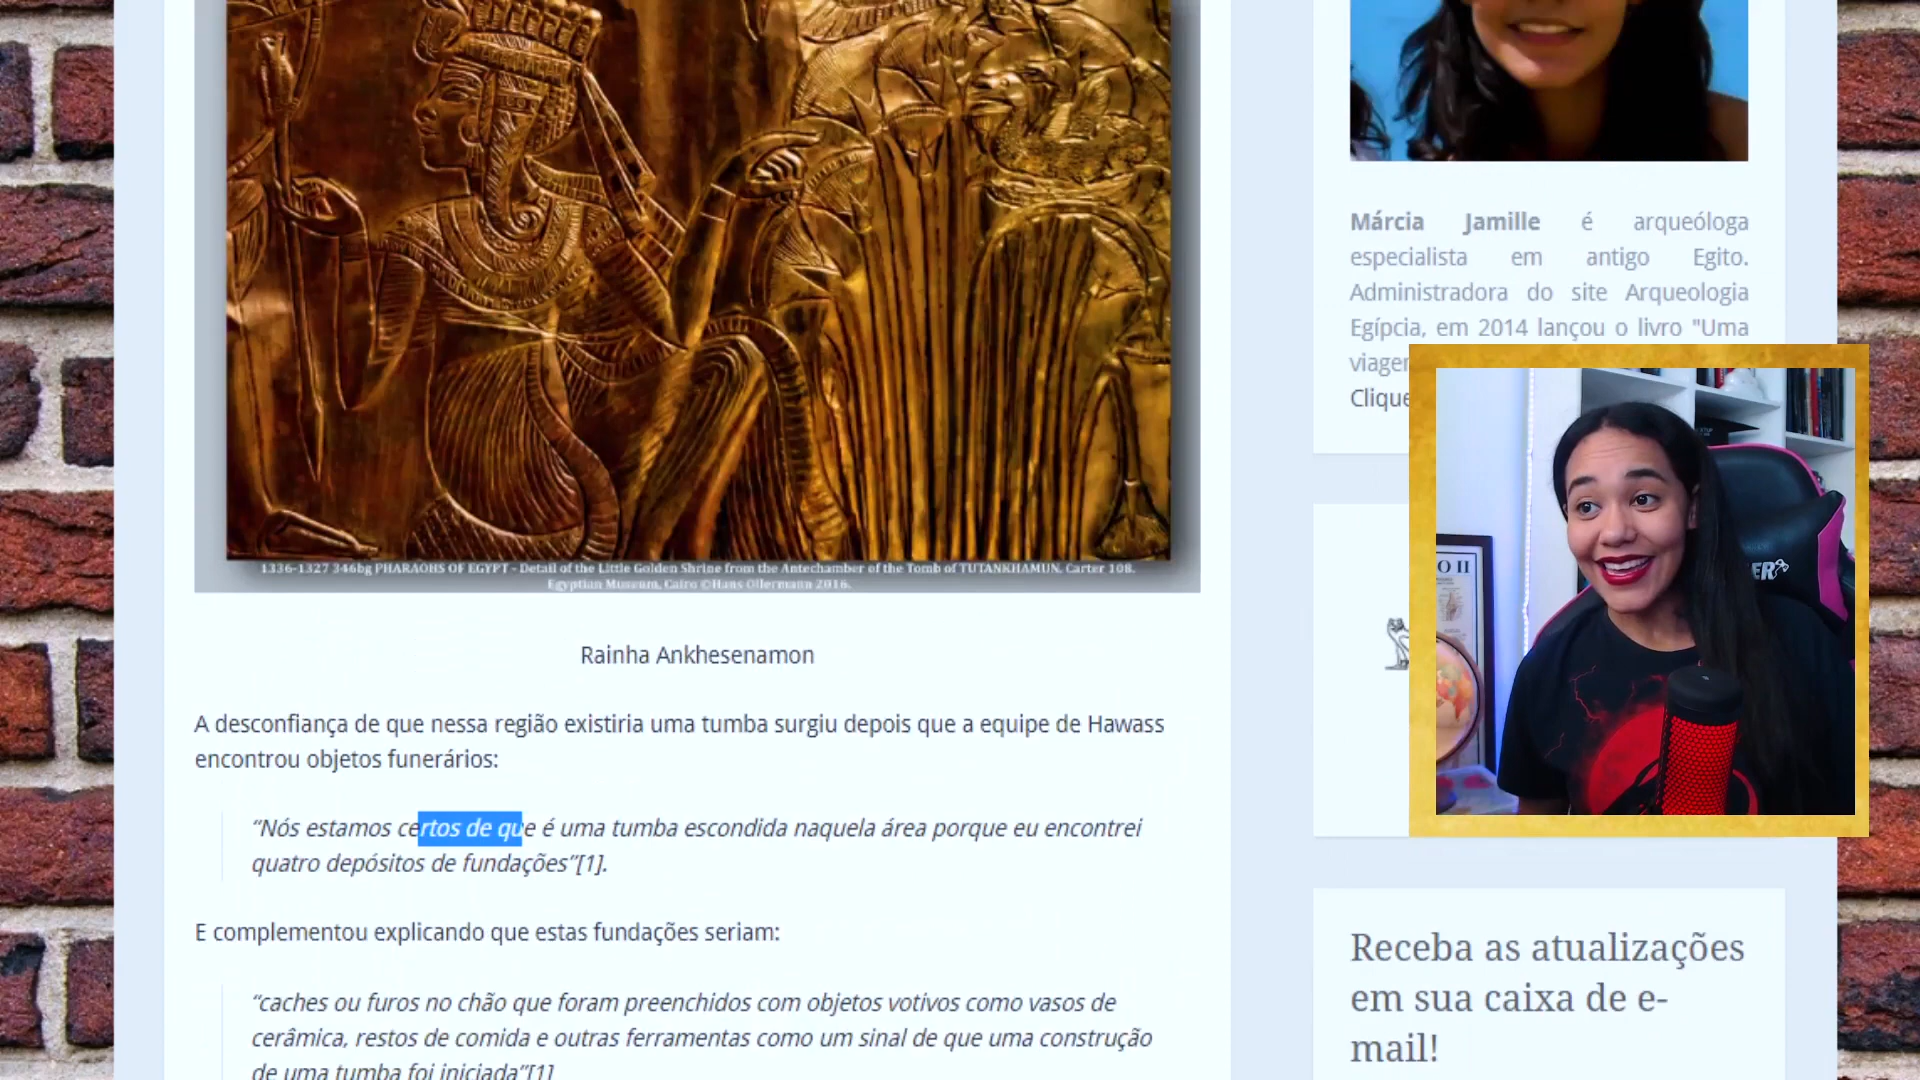 1336-1327 346bg PHARAOHS OF EGYPT - Detail of the Little Golden Shrine from the Antechamber of the Tomb of TUTANKHAMUN. Carter 108.
Egyptian Museum, Cairo ©Hans Ollermann 2016.
Rainha Ankhesenamon
A desconfiança de que nessa região existiria uma tumba surgiu depois que a equipe de Hawass
encontrou objetos funerários:
“Nós estamos certos de que é uma tumba escondida naquela área porque eu encontrei
quatro depósitos de fundações”[1].
E complementou explicando que estas fundações seriam:
“caches ou furos no chão que foram preenchidos com objetos votivos como vasos de
cerâmica, restos de comida e outras ferramentas como um sinal de que uma construção
de uma tumba foi iniciada”[1]
Márcia Jamille é arqueóloga
especialista em antigo Egito.
Administradora do site Arqueologia
Egípcia, em 2014 lançou o livro "Uma
viagem
Clique
O II
ER
Receba as atualizações
em sua caixa de e-
mail!